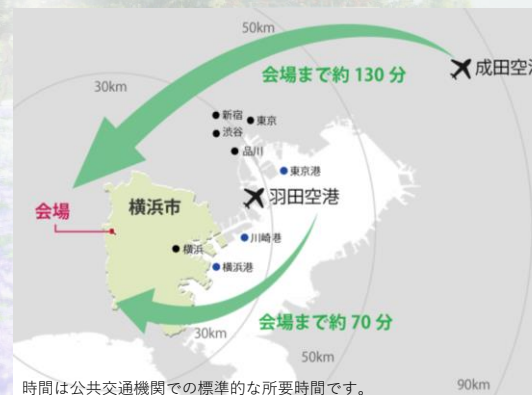 50km
会場まで約 130 分
成田空
30km
新宿
東京
渋谷
品川
東京港
羽田空港
会場
横浜市
川崎港
横浜
横浜港
会場まで約 70 分
30km
50km
90km
時間は公共交通機関での標準的な所要時間です。